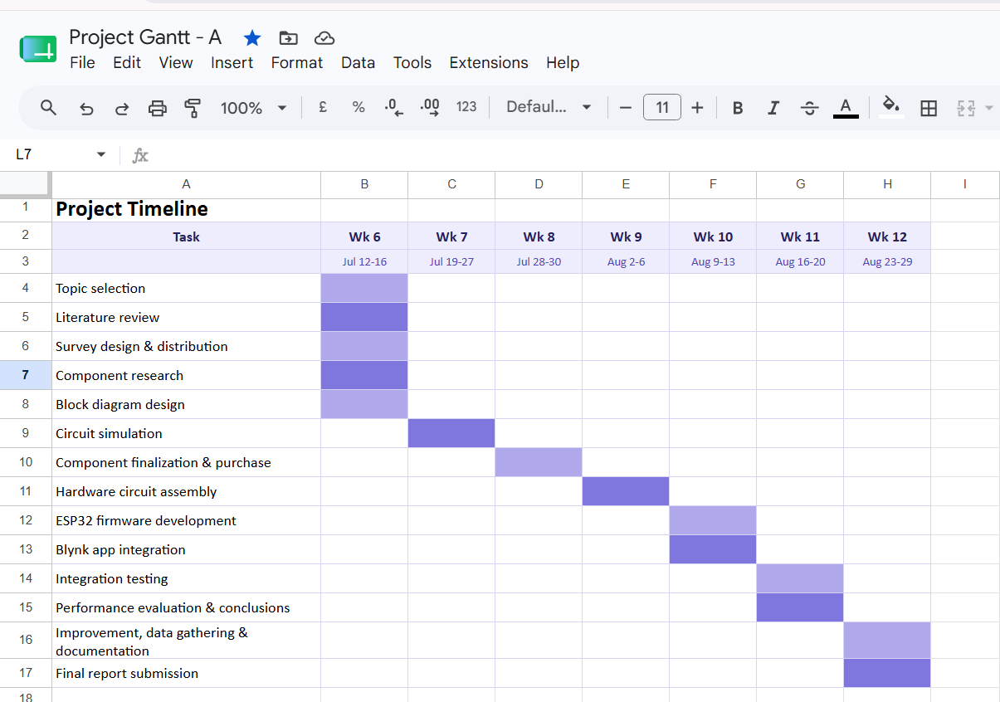 Project Gantt - A
File Edit View Insert Format Data Tools Extensions Help
100% £ % .0 .00 123 Defaul... 11 B I S A
L7 fx
A B C D E F G H I
1 Project Timeline
2 Task Wk 6 Wk 7 Wk 8 Wk 9 Wk 10 Wk 11 Wk 12
3 Jul 12-16 Jul 19-27 Jul 28-30 Aug 2-6 Aug 9-13 Aug 16-20 Aug 23-29
4 Topic selection
5 Literature review
6 Survey design & distribution
7 Component research
8 Block diagram design
9 Circuit simulation
10 Component finalization & purchase
11 Hardware circuit assembly
12 ESP32 firmware development
13 Blynk app integration
14 Integration testing
15 Performance evaluation & conclusions
16 Improvement, data gathering &
documentation
17 Final report submission
18